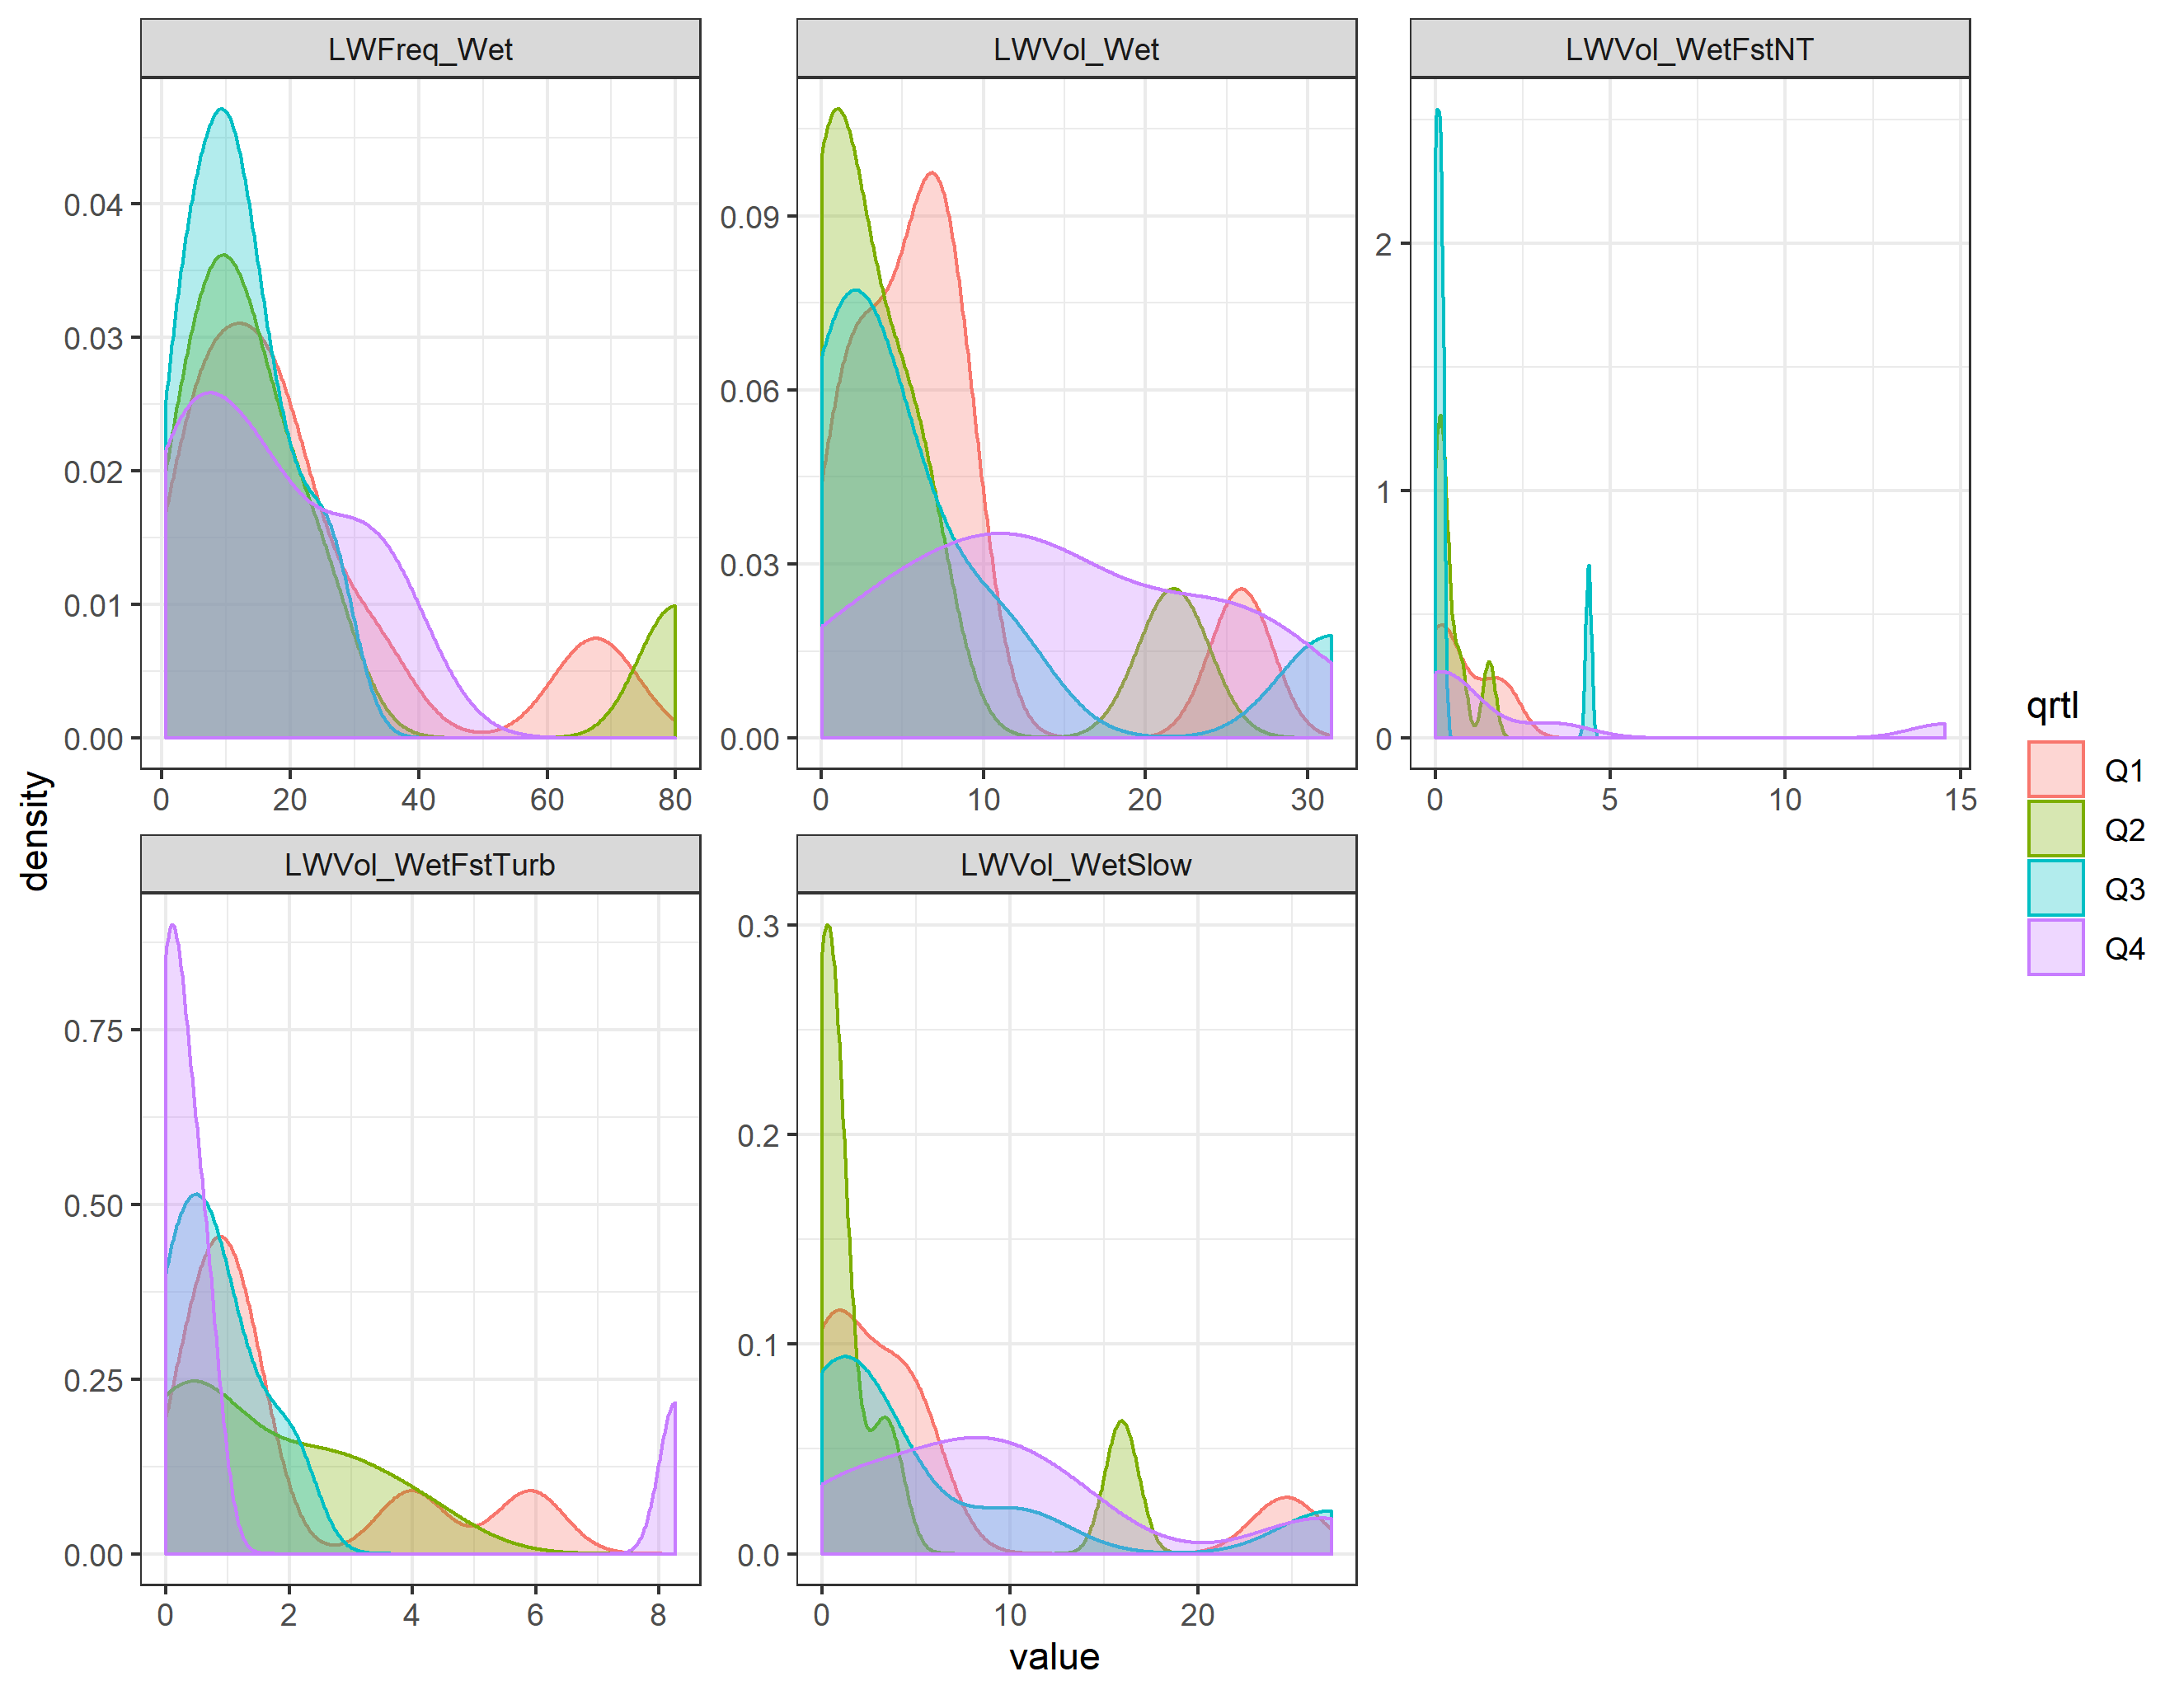 LWFreq_Wet
LWVol_Wet
LWVol_WetFstNT
0.04
0.03
0.02
0.01
0.00
0 20 40 60 80
0.09
0.06
0.03
0.00
0 10 20 30
2
1
0
0 5 10 15
LWVol_WetFstTurb
LWVol_WetSlow
0.75
0.50
0.25
0.00
0 2 4 6 8
0.3
0.2
0.1
0.0
0 10 20
density
value
qrtl
Q1
Q2
Q3
Q4